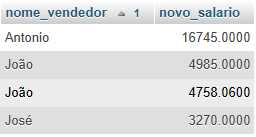 nome_vendedor 1 novo_salario
Antonio 16745.0000
João 4985.0000
João 4758.0600
José 3270.0000